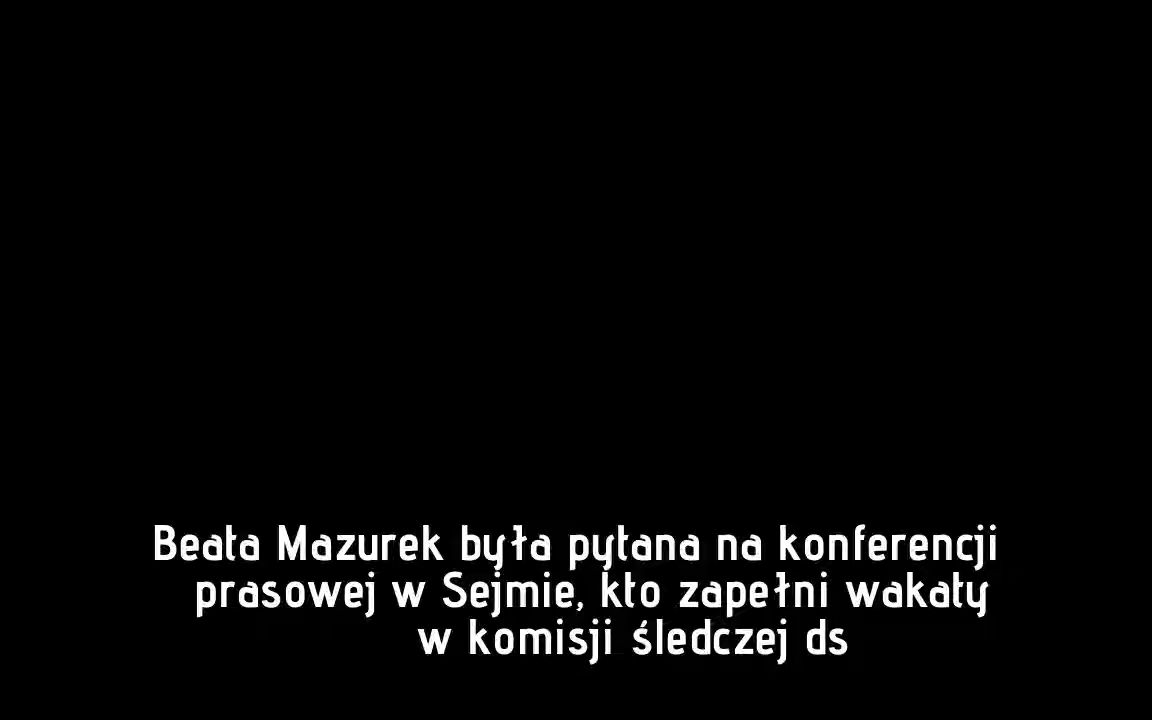 Beata Mazurek była pytana na konferencji
prasowej w Sejmie, kto zapełni wakaty
w komisji śledczej ds